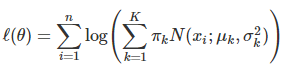 ℓ(θ) = ∑_{i=1}^{n} log ( ∑_{k=1}^{K} π_k N(x_i; μ_k, σ_k^2) )